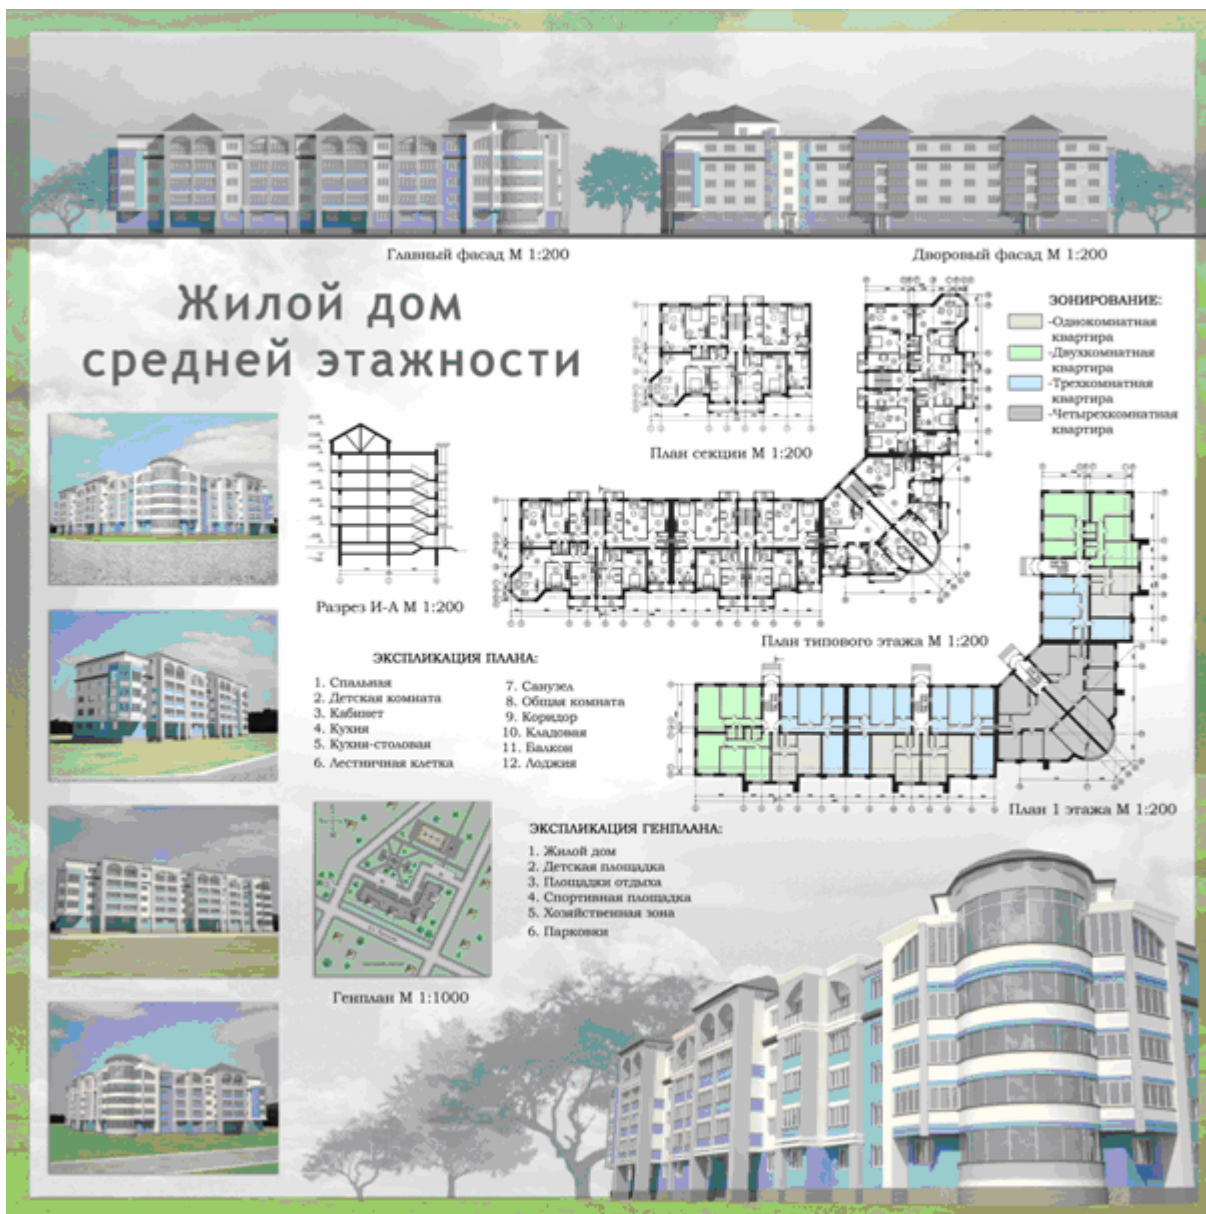 Главный фасад М 1:200
Дворовый фасад М 1:200
Жилой дом
средней этажности
ЗОНИРОВАНИЕ:
-Однокомнатная
квартира
-Двухкомнатная
квартира
-Трехкомнатная
квартира
-Четырехкомнатная
квартира
План секции М 1:200
Разрез И-А М 1:200
План типового этажа М 1:200
ЭКСПЛИКАЦИЯ ПЛАНА:
1. Спальная
2. Детская комната
3. Кабинет
4. Кухня
5. Кухня-столовая
6. Лестничная клетка
7. Санузел
8. Общая комната
9. Коридор
10. Кладовая
11. Балкон
12. Лоджия
План 1 этажа М 1:200
ЭКСПЛИКАЦИЯ ГЕНПЛАНА:
1. Жилой дом
2. Детская площадка
3. Площадки отдыха
4. Спортивная площадка
5. Хозяйственная зона
6. Парковки
Генплан М 1:1000